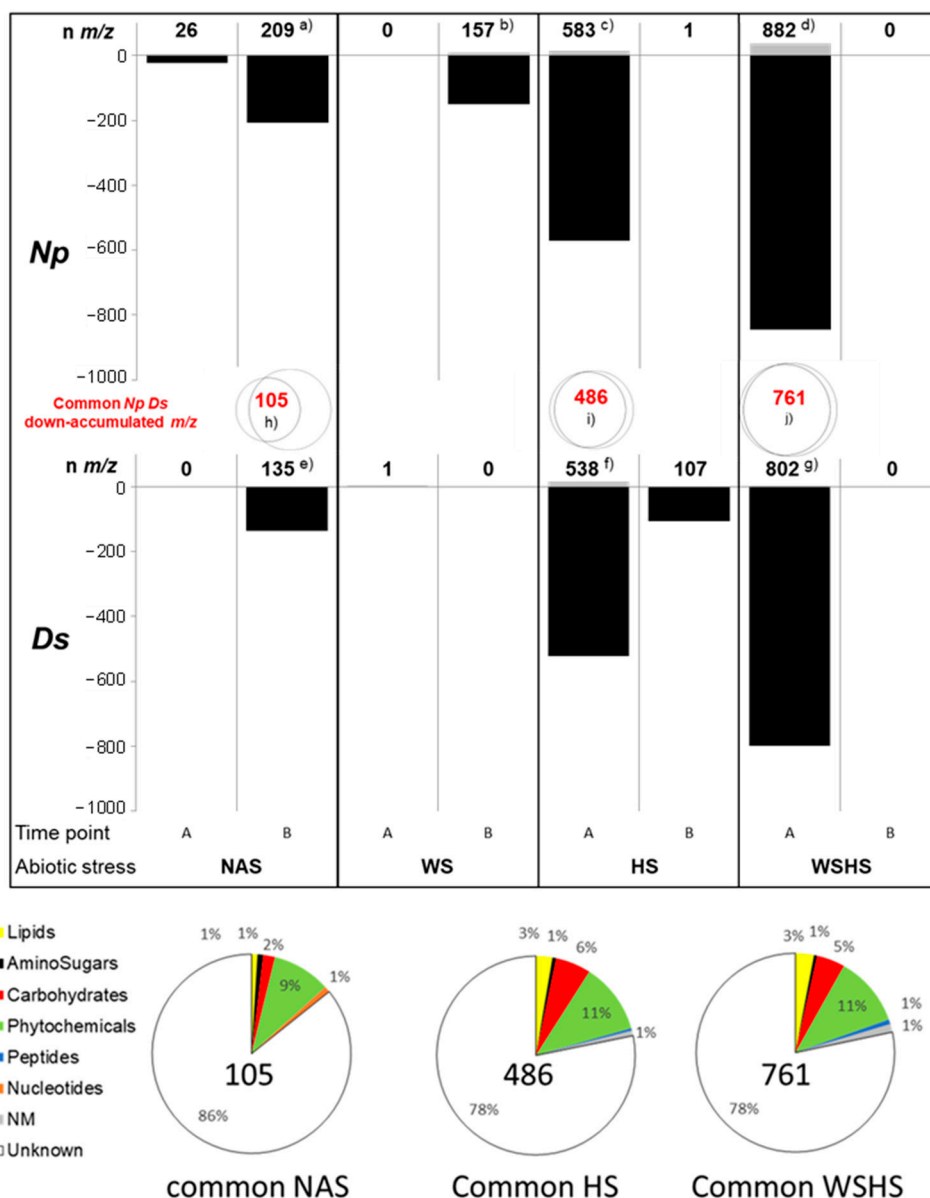 n m/z 26 209 a) 0 157 b) 583 c) 1 882 d) 0
0
−200
−400
Np
−600
−800
−1000
Common Np Ds
down-accumulated m/z
105
h)
486
i)
761
j)
n m/z 0 135 e) 1 0 538 f) 107 802 g) 0
0
−200
−400
Ds
−600
−800
−1000
Time point A B A B A B A B
Abiotic stress NAS WS HS WSHS
Lipids
AminoSugars
Carbohydrates
Phytochemicals
Peptides
Nucleotides
NM
Unknown
1% 1% 2%
9% 1%
105
86%
common NAS
3% 1% 6%
11%
1%
486
78%
Common HS
3% 1% 5%
11% 1%
1%
761
78%
Common WSHS